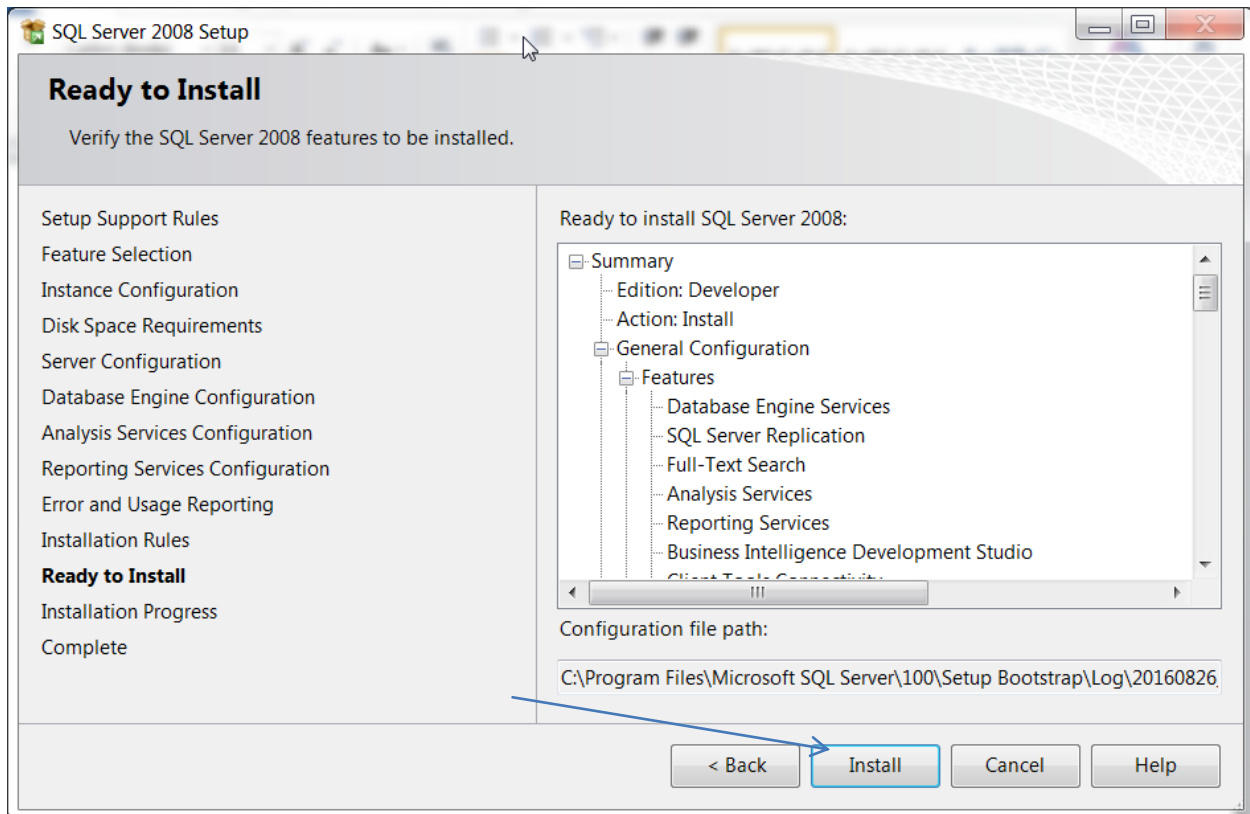 SQL Server 2008 Setup
Ready to Install
Verify the SQL Server 2008 features to be installed.
Setup Support Rules
Feature Selection
Instance Configuration
Disk Space Requirements
Server Configuration
Database Engine Configuration
Analysis Services Configuration
Reporting Services Configuration
Error and Usage Reporting
Installation Rules
Ready to Install
Installation Progress
Complete
Ready to install SQL Server 2008:
Summary
Edition: Developer
Action: Install
General Configuration
Features
Database Engine Services
SQL Server Replication
Full-Text Search
Analysis Services
Reporting Services
Business Intelligence Development Studio
Client Tools Connectivity
Configuration file path:
C:\Program Files\Microsoft SQL Server\100\Setup Bootstrap\Log\20160826_
< Back Install Cancel Help